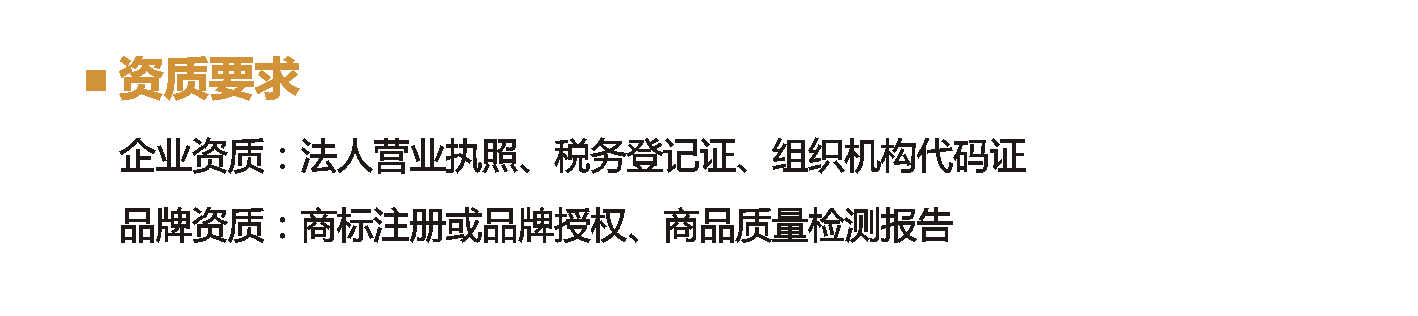 资质要求
企业资质：法人营业执照、税务登记证、组织机构代码证
品牌资质：商标注册或品牌授权、商品质量检测报告